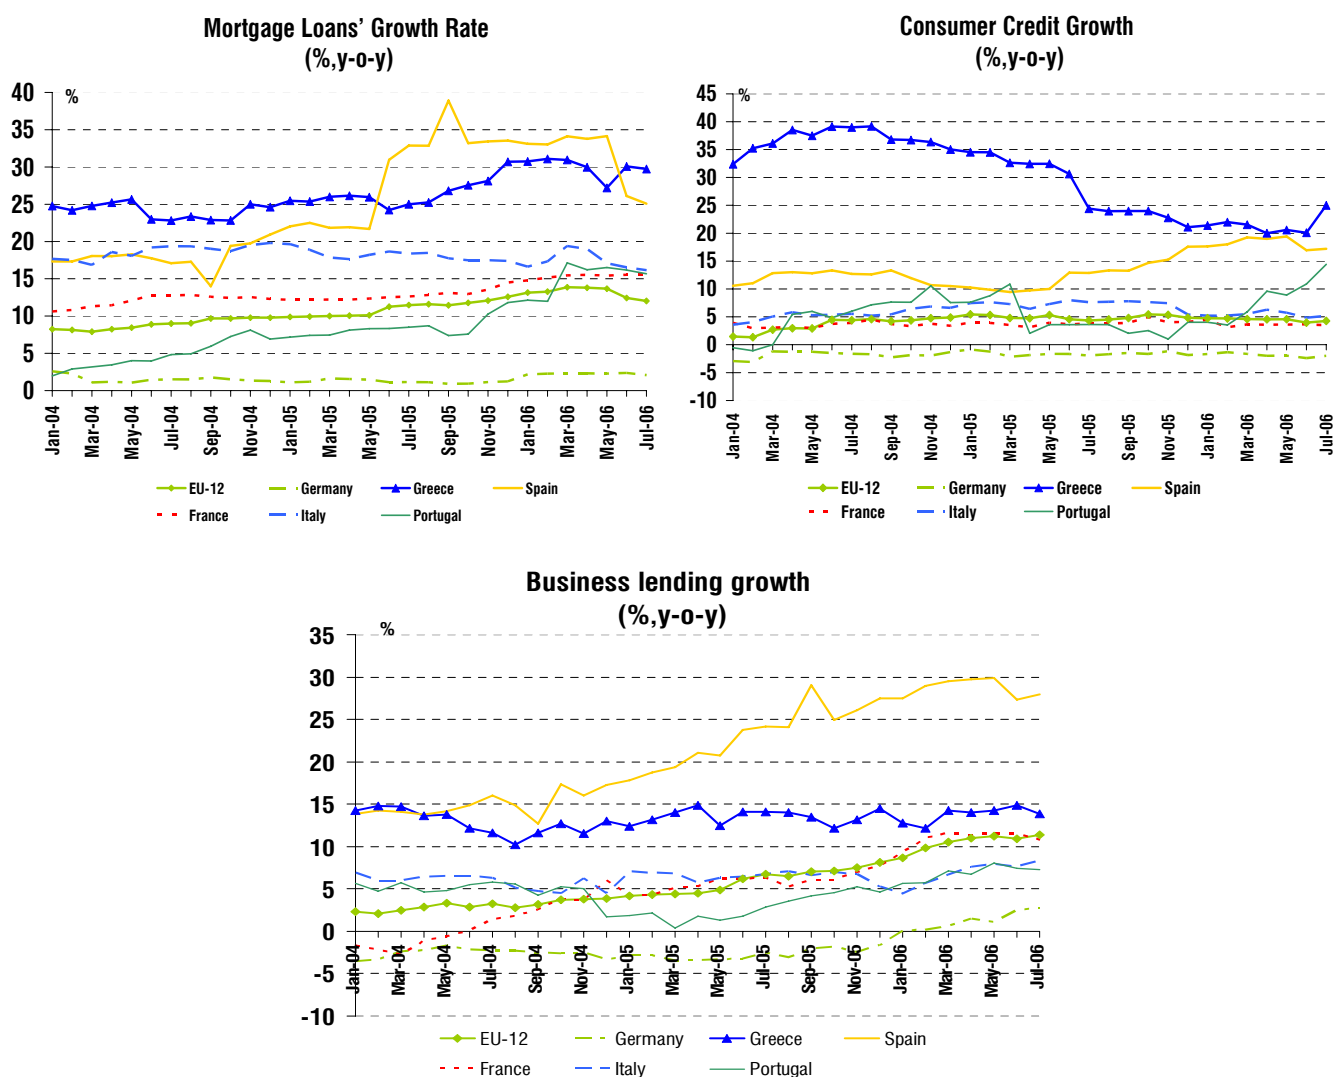 Mortgage Loans’ Growth Rate
(%,y-o-y)
%
40
35
30
25
20
15
10
5
0
Jan-04
Mar-04
May-04
Jul-04
Sep-04
Nov-04
Jan-05
Mar-05
May-05
Jul-05
Sep-05
Nov-05
Jan-06
Mar-06
May-06
Jul-06
EU-12 Germany Greece Spain
France Italy Portugal
Consumer Credit Growth
(%,y-o-y)
%
45
40
35
30
25
20
15
10
5
0
-5
-10
Jan-04
Mar-04
May-04
Jul-04
Sep-04
Nov-04
Jan-05
Mar-05
May-05
Jul-05
Sep-05
Nov-05
Jan-06
Mar-06
May-06
Jul-06
EU-12 Germany Greece Spain
France Italy Portugal
Business lending growth
(%,y-o-y)
%
35
30
25
20
15
10
5
0
-5
-10
Jan-04
Mar-04
May-04
Jul-04
Sep-04
Nov-04
Jan-05
Mar-05
May-05
Jul-05
Sep-05
Nov-05
Jan-06
Mar-06
May-06
Jul-06
EU-12 Germany Greece Spain
France Italy Portugal